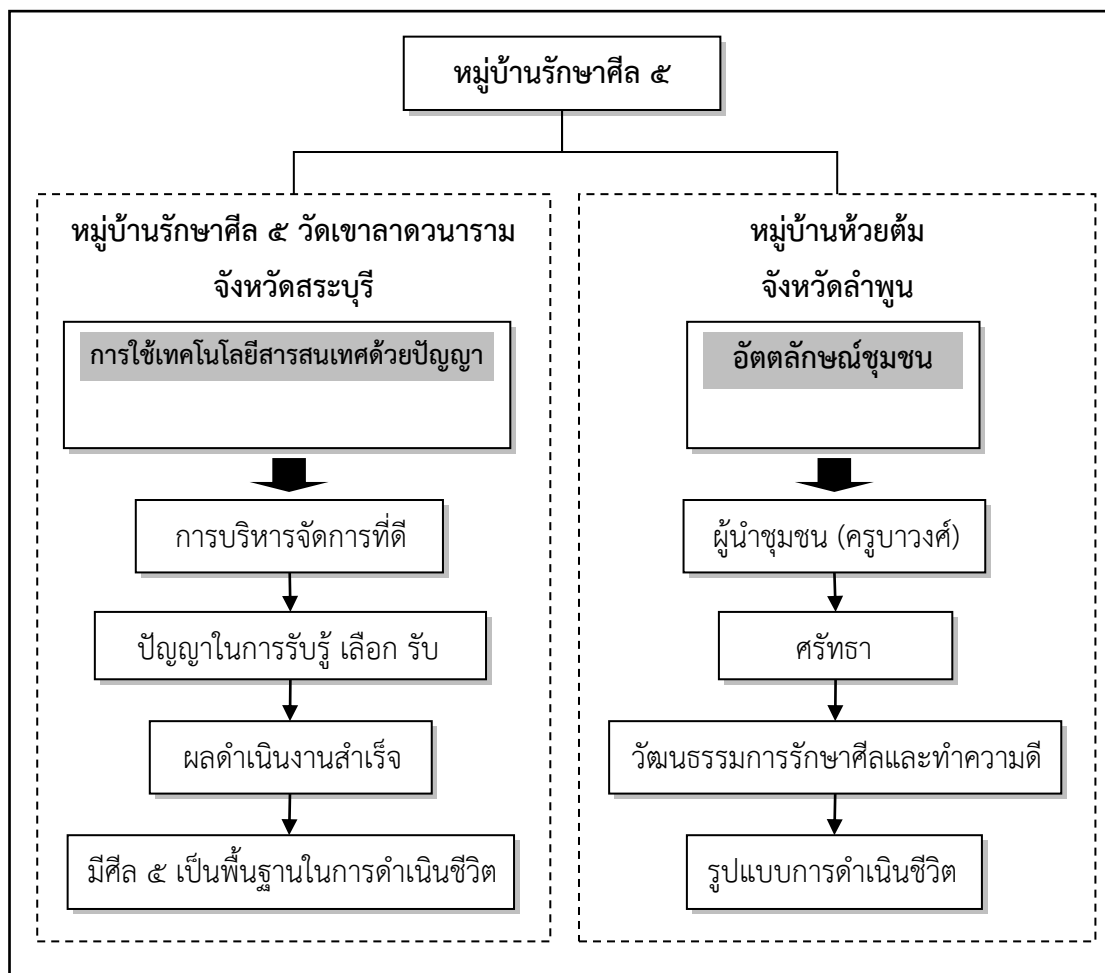 หมู่บ้านรักษาศีล ๕
หมู่บ้านรักษาศีล ๕ วัดเขาลาดวนาราม
จังหวัดสระบุรี
การใช้เทคโนโลยีสารสนเทศด้วยปัญญา
การบริหารจัดการที่ดี
ปัญญาในการรับรู้ เลือก รับ
ผลดำเนินงานสำเร็จ
มีศีล ๕ เป็นพื้นฐานในการดำเนินชีวิต
หมู่บ้านห้วยต้ม
จังหวัดลำพูน
อัตตลักษณ์ชุมชน
ผู้นำชุมชน (ครูบาวงศ์)
ศรัทธา
วัฒนธรรมการรักษาศีลและทำความดี
รูปแบบการดำเนินชีวิต